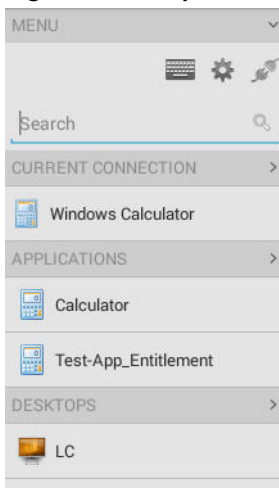 MENU
Search
CURRENT CONNECTION
Windows Calculator
APPLICATIONS
Calculator
Test-App_Entitlement
DESKTOPS
LC